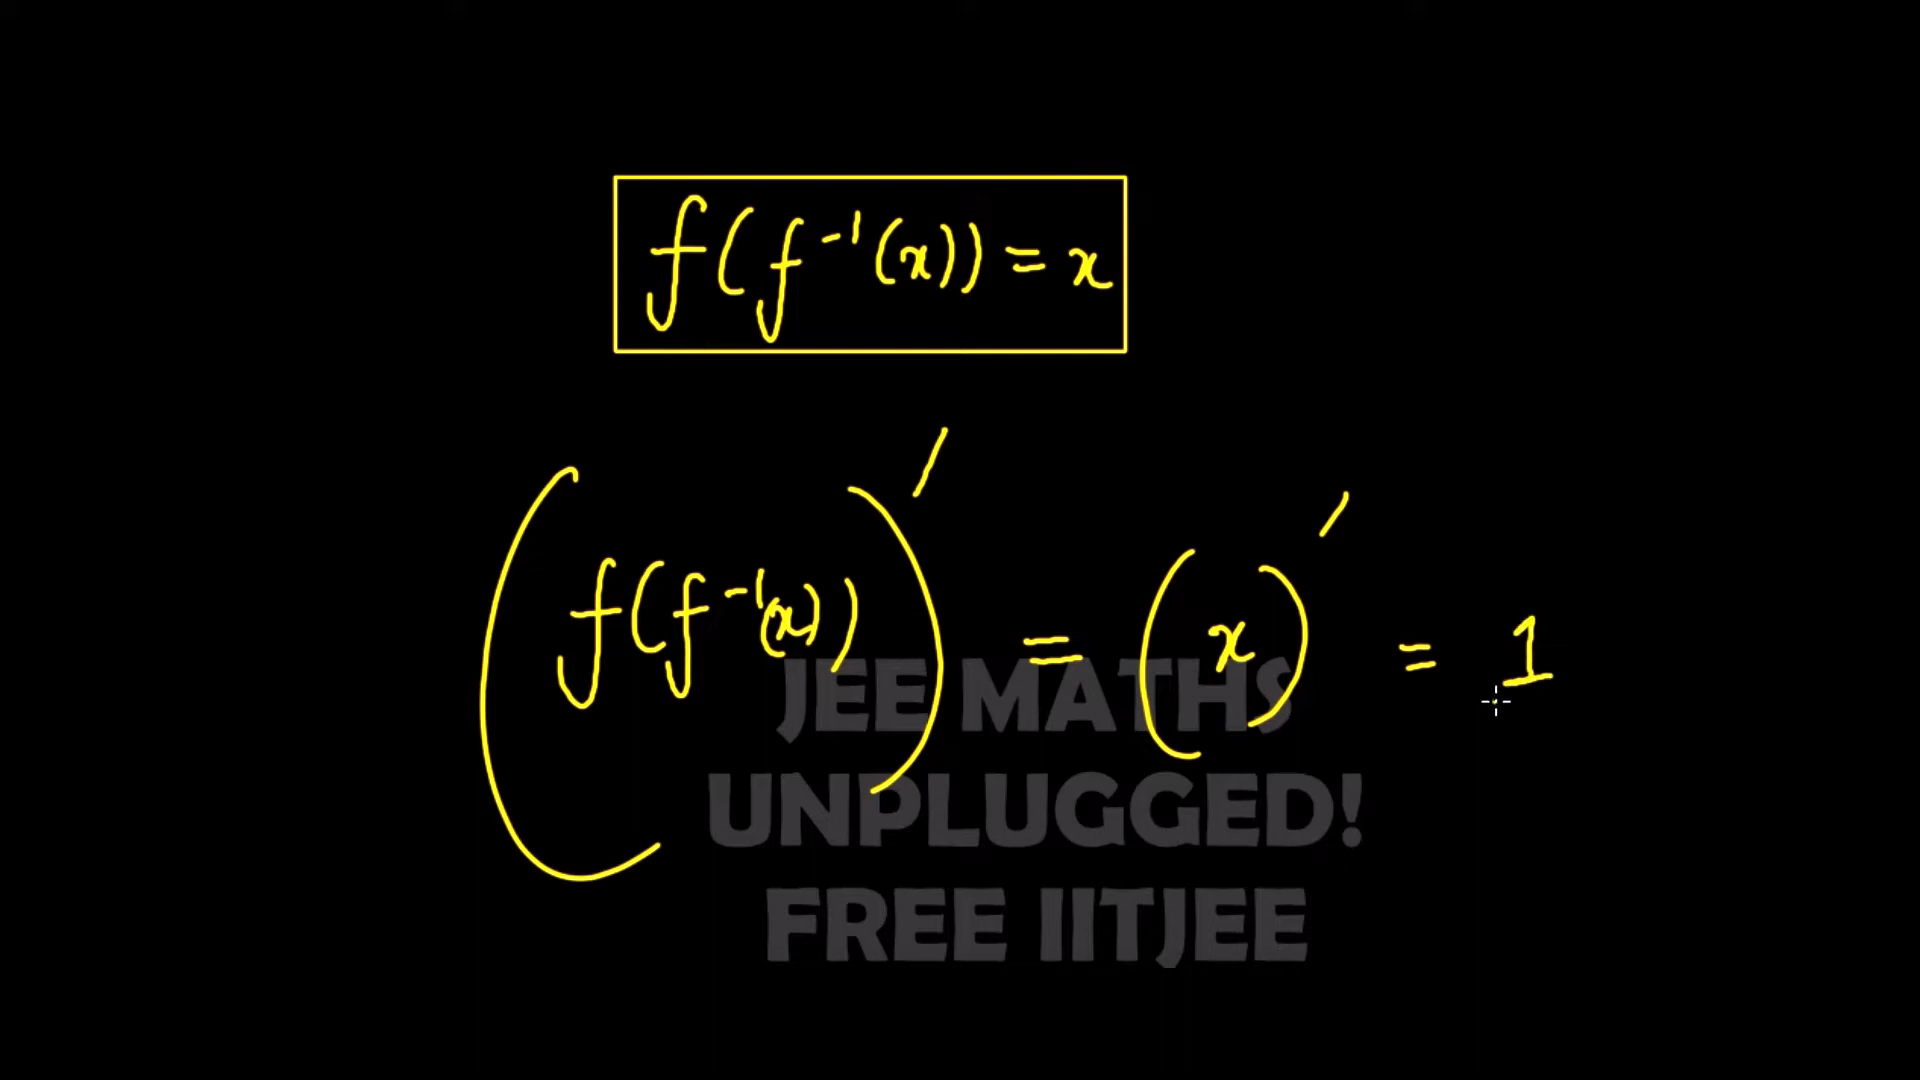 f(f⁻¹(x)) = x
(f(f⁻¹(x)))′ = (x)′ = 1
JEE MATHS
UNPLUGGED!
FREE IITJEE